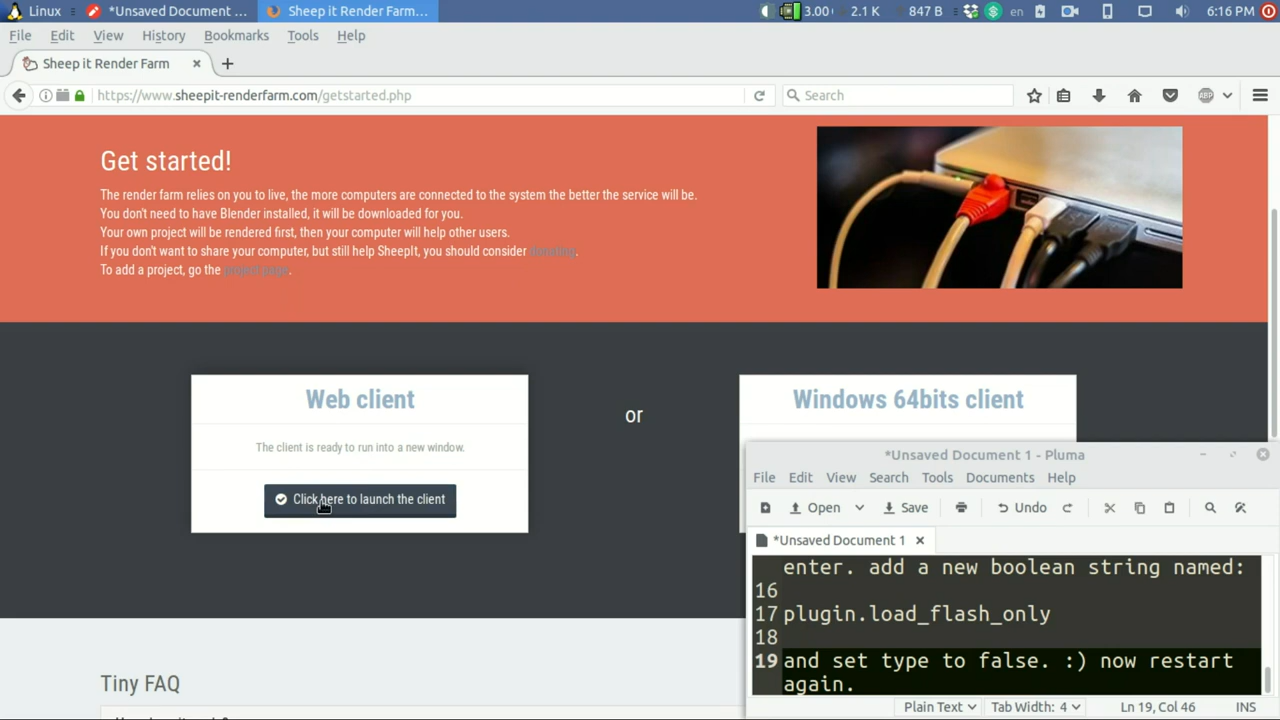 Linux
*Unsaved Document ...
Sheep it Render Farm...
3.00
2.1 K
847 B
en
6:16 PM
File Edit View History Bookmarks Tools Help
Sheep it Render Farm
https://www.sheepit-renderfarm.com/getstarted.php
Search
ABP
Get started!
The render farm relies on you to live, the more computers are connected to the system the better the service will be.
You don't need to have Blender installed, it will be downloaded for you.
Your own project will be rendered first, then your computer will help other users.
If you don't want to share your computer, but still help SheepIt, you should consider donating.
To add a project, go the project page.
Web client
The client is ready to run into a new window.
Click here to launch the client
or
Windows 64bits client
Tiny FAQ
*Unsaved Document 1 - Pluma
File Edit View Search Tools Documents Help
Open Save Undo
*Unsaved Document 1
enter. add a new boolean string named:
16
17 plugin.load_flash_only
18
19 and set type to false. :) now restart
again.
Plain Text Tab Width: 4 Ln 19, Col 46 INS